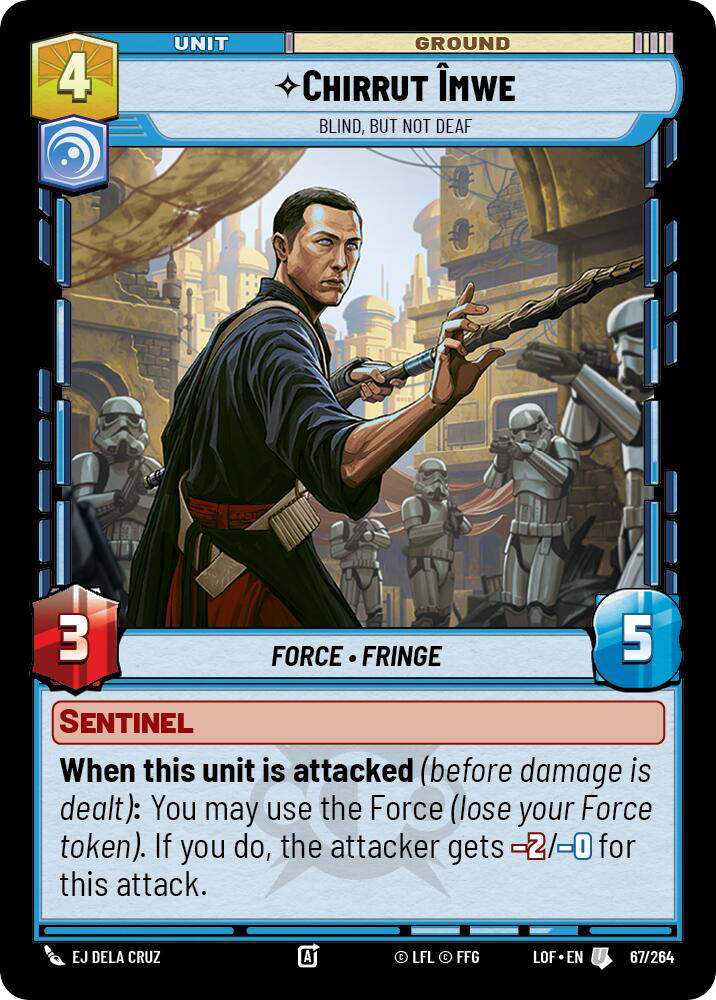 UNIT
GROUND
4
✧CHIRRUT ÎMWE
BLIND, BUT NOT DEAF
3
FORCE • FRINGE
5
SENTINEL
When this unit is attacked (before damage is
dealt): You may use the Force (lose your Force
token). If you do, the attacker gets -2/-0 for
this attack.
EJ DELA CRUZ
A
© LFL © FFG
LOF • EN
U
67/264